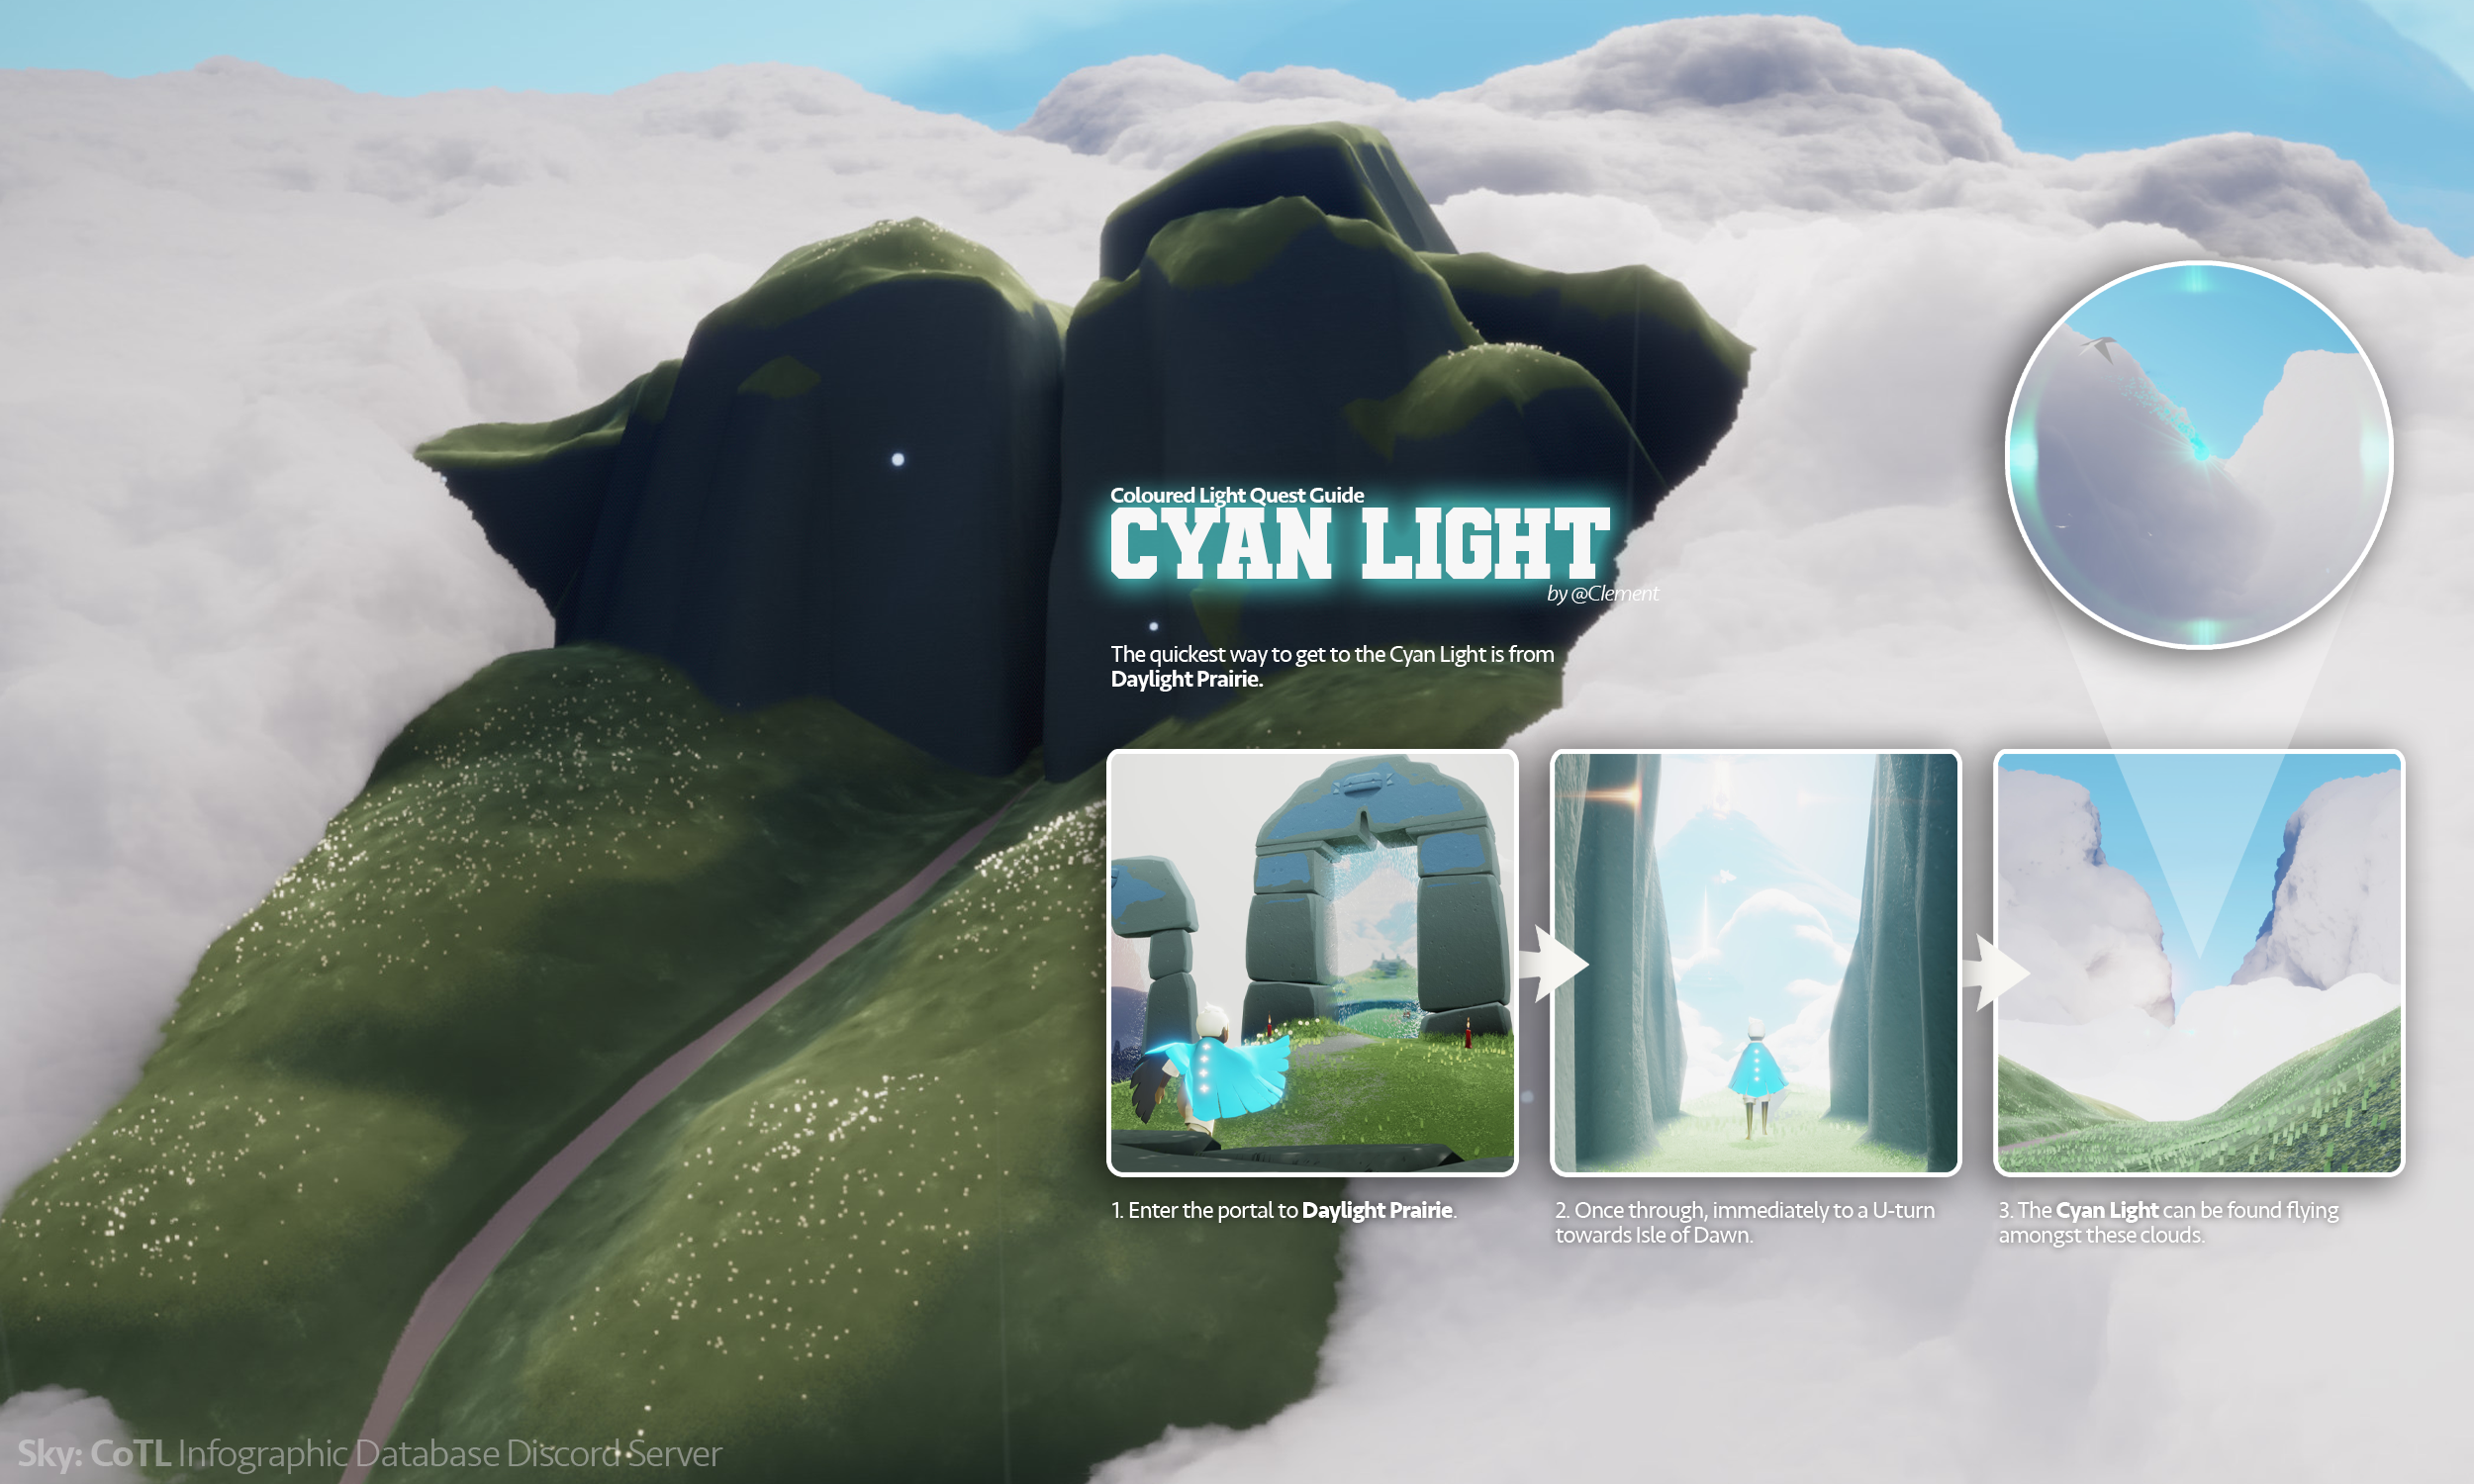 Coloured Light Quest Guide
CYAN LIGHT
by @Clement
The quickest way to get to the Cyan Light is from
Daylight Prairie.
1. Enter the portal to Daylight Prairie.
2. Once through, immediately to a U-turn
towards Isle of Dawn.
3. The Cyan Light can be found flying
amongst these clouds.
Sky: CoTL Infographic Database Discord Server